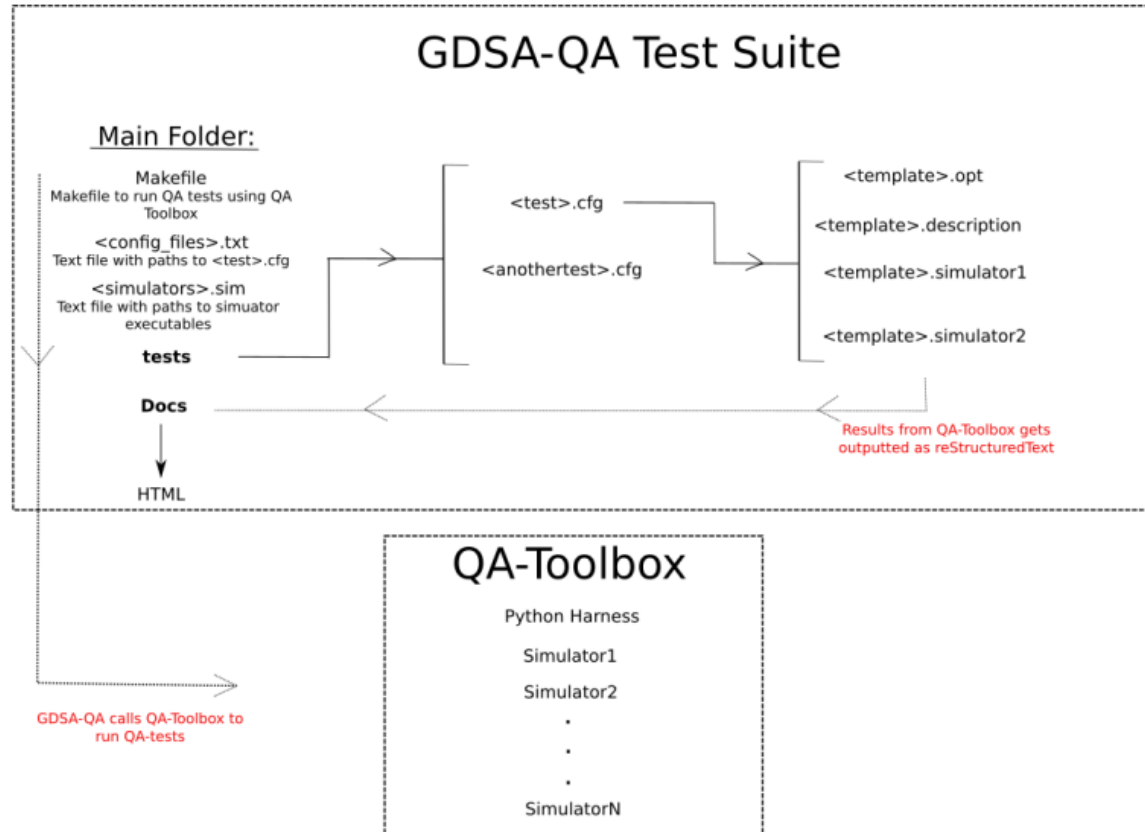 GDSA-QA Test Suite
Main Folder:
Makefile
Makefile to run QA tests using QA
Toolbox
<config_files>.txt
Text file with paths to <test>.cfg
<simulators>.sim
Text file with paths to simuator
executables
tests
Docs
HTML
<test>.cfg
<anothertest>.cfg
<template>.opt
<template>.description
<template>.simulator1
<template>.simulator2
Results from QA-Toolbox gets
outputted as reStructuredText
GDSA-QA calls QA-Toolbox to
run QA-tests
QA-Toolbox
Python Harness
Simulator1
Simulator2
.
.
.
SimulatorN